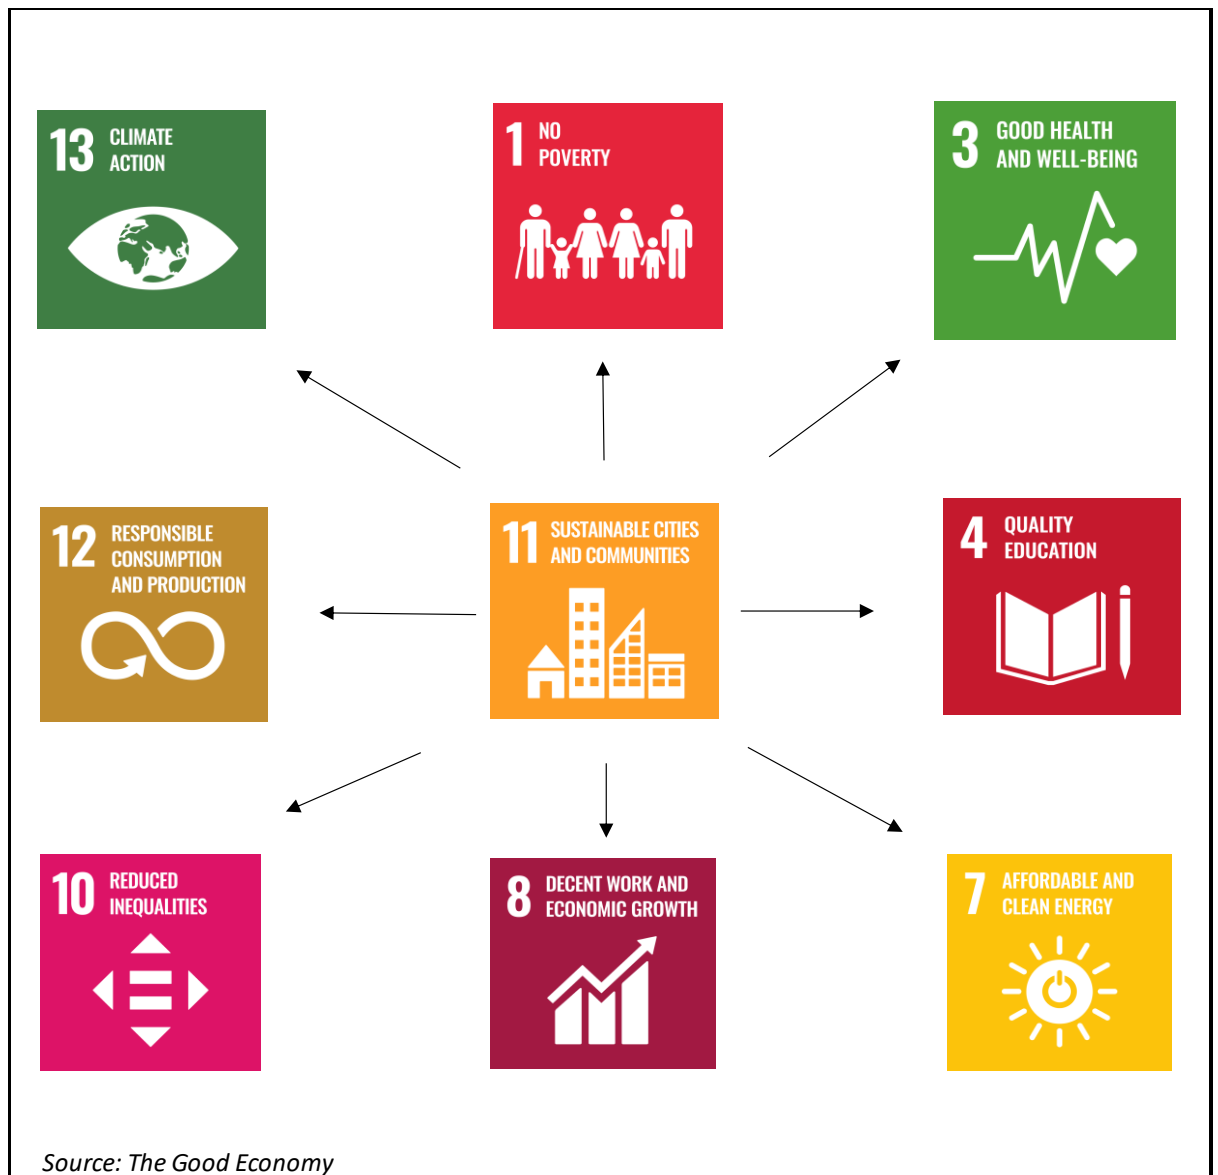 13 CLIMATE
ACTION
1 NO
POVERTY
3 GOOD HEALTH
AND WELL-BEING
12 RESPONSIBLE
CONSUMPTION
AND PRODUCTION
11 SUSTAINABLE CITIES
AND COMMUNITIES
4 QUALITY
EDUCATION
10 REDUCED
INEQUALITIES
8 DECENT WORK AND
ECONOMIC GROWTH
7 AFFORDABLE AND
CLEAN ENERGY
Source: The Good Economy